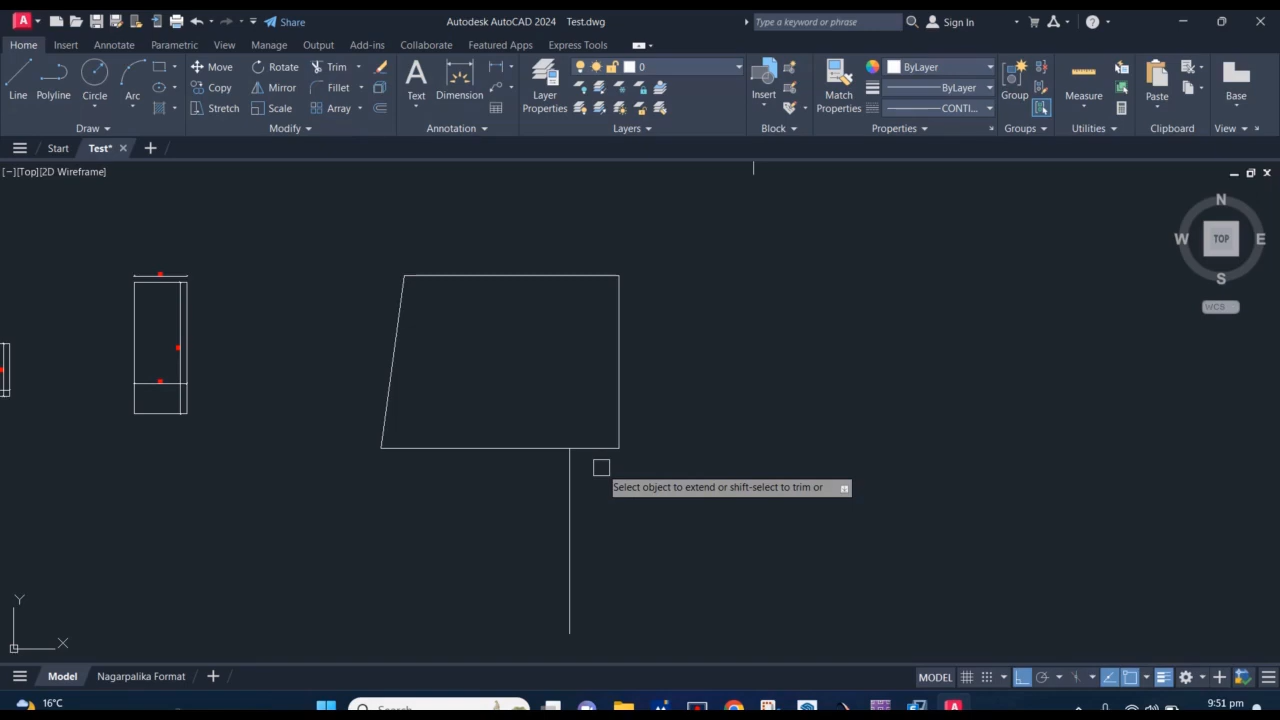 A Share Autodesk AutoCAD 2024 Test.dwg Type a keyword or phrase Sign In
Home Insert Annotate Parametric View Manage Output Add-ins Collaborate Featured Apps Express Tools
Move Rotate Trim 0 ByLayer
Copy Mirror Fillet ByLayer
Line Polyline Circle Arc Text Dimension Layer Properties Insert Match Properties Group Measure Paste Base
Stretch Scale Array CONTI...
Draw Modify Annotation Layers Block Properties Groups Utilities Clipboard View
Start Test*
[−][Top][2D Wireframe]
N
W TOP E
S
WCS
Select object to extend or shift-select to trim or
Y
X
Model Nagarpalika Format MODEL
16°C Search 9:51 pm